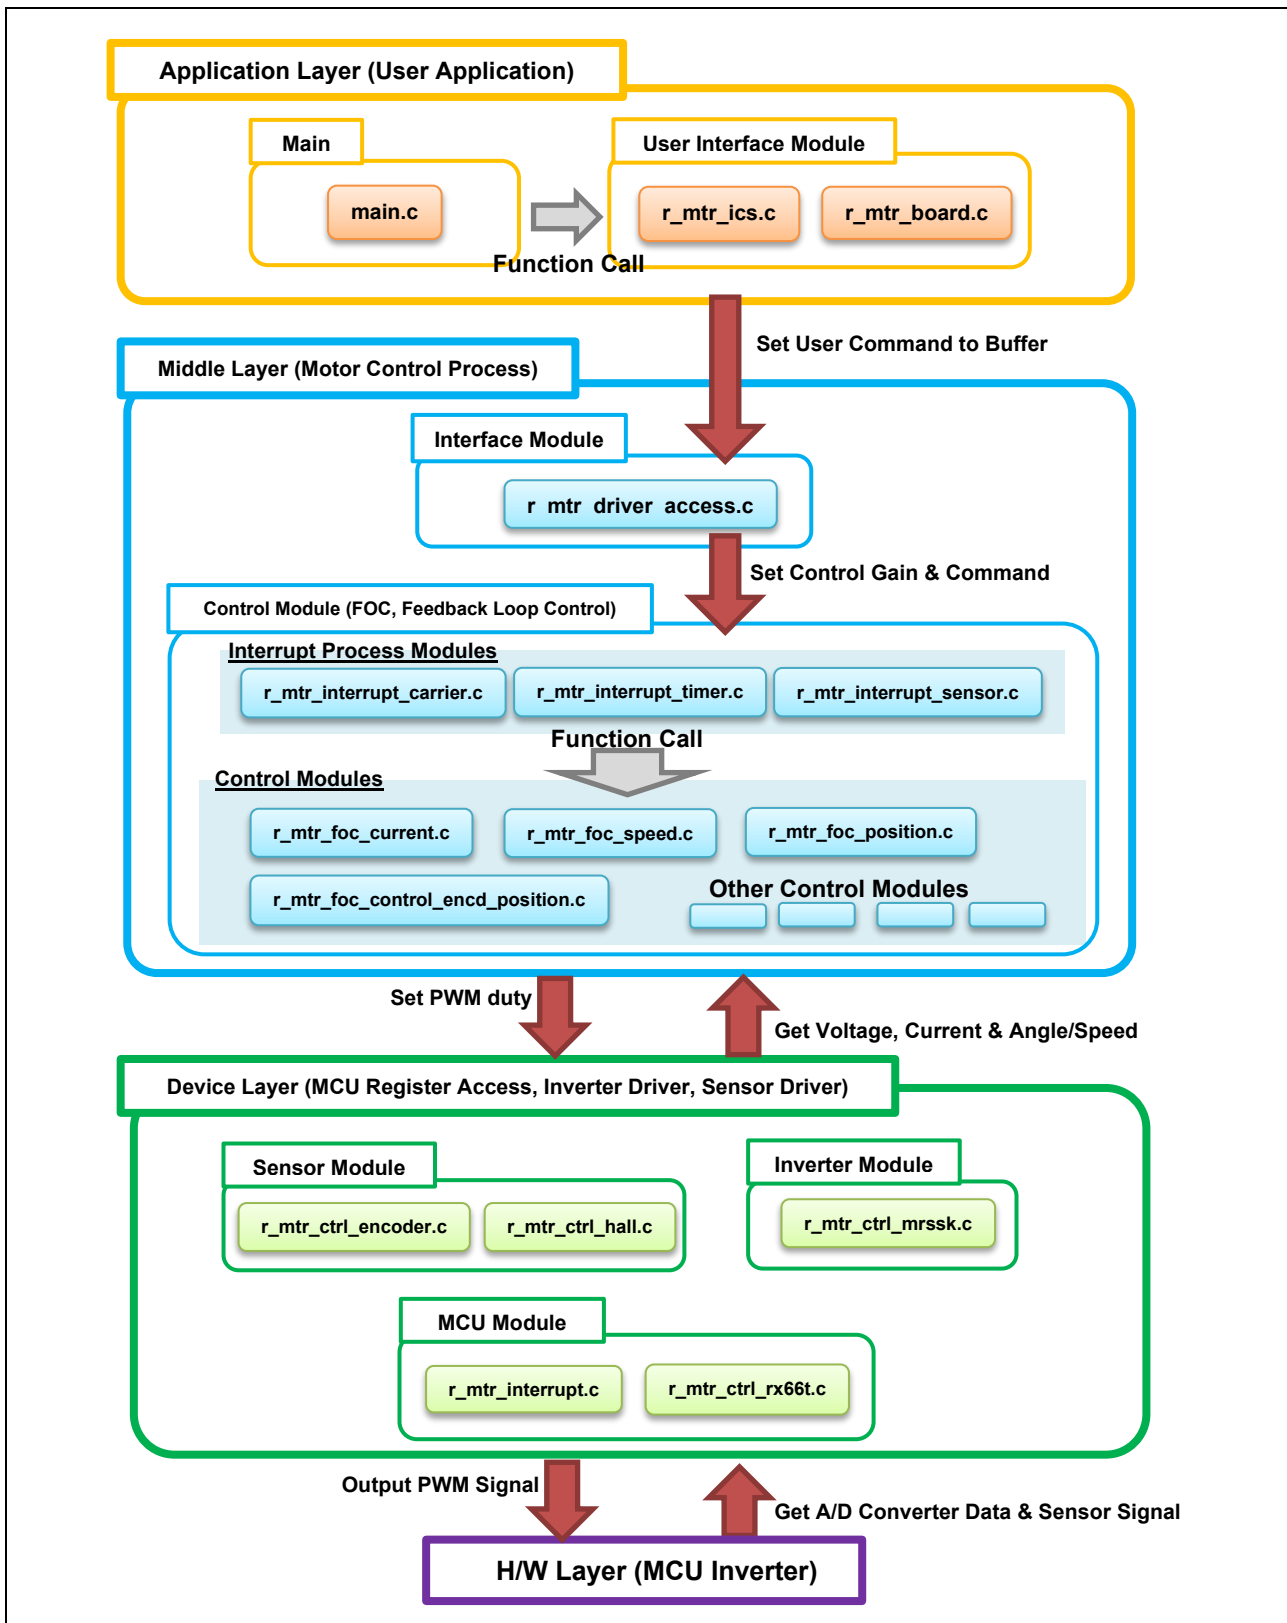 Application Layer (User Application)
Main
User Interface Module
main.c
r_mtr_ics.c
r_mtr_board.c
Function Call
Set User Command to Buffer
Middle Layer (Motor Control Process)
Interface Module
r_mtr_driver_access.c
Set Control Gain & Command
Control Module (FOC, Feedback Loop Control)
Interrupt Process Modules
r_mtr_interrupt_carrier.c
r_mtr_interrupt_timer.c
r_mtr_interrupt_sensor.c
Function Call
Control Modules
r_mtr_foc_current.c
r_mtr_foc_speed.c
r_mtr_foc_position.c
r_mtr_foc_control_encd_position.c
Other Control Modules
Set PWM duty
Get Voltage, Current & Angle/Speed
Device Layer (MCU Register Access, Inverter Driver, Sensor Driver)
Sensor Module
Inverter Module
r_mtr_ctrl_encoder.c
r_mtr_ctrl_hall.c
r_mtr_ctrl_mrssk.c
MCU Module
r_mtr_interrupt.c
r_mtr_ctrl_rx66t.c
Output PWM Signal
Get A/D Converter Data & Sensor Signal
H/W Layer (MCU Inverter)